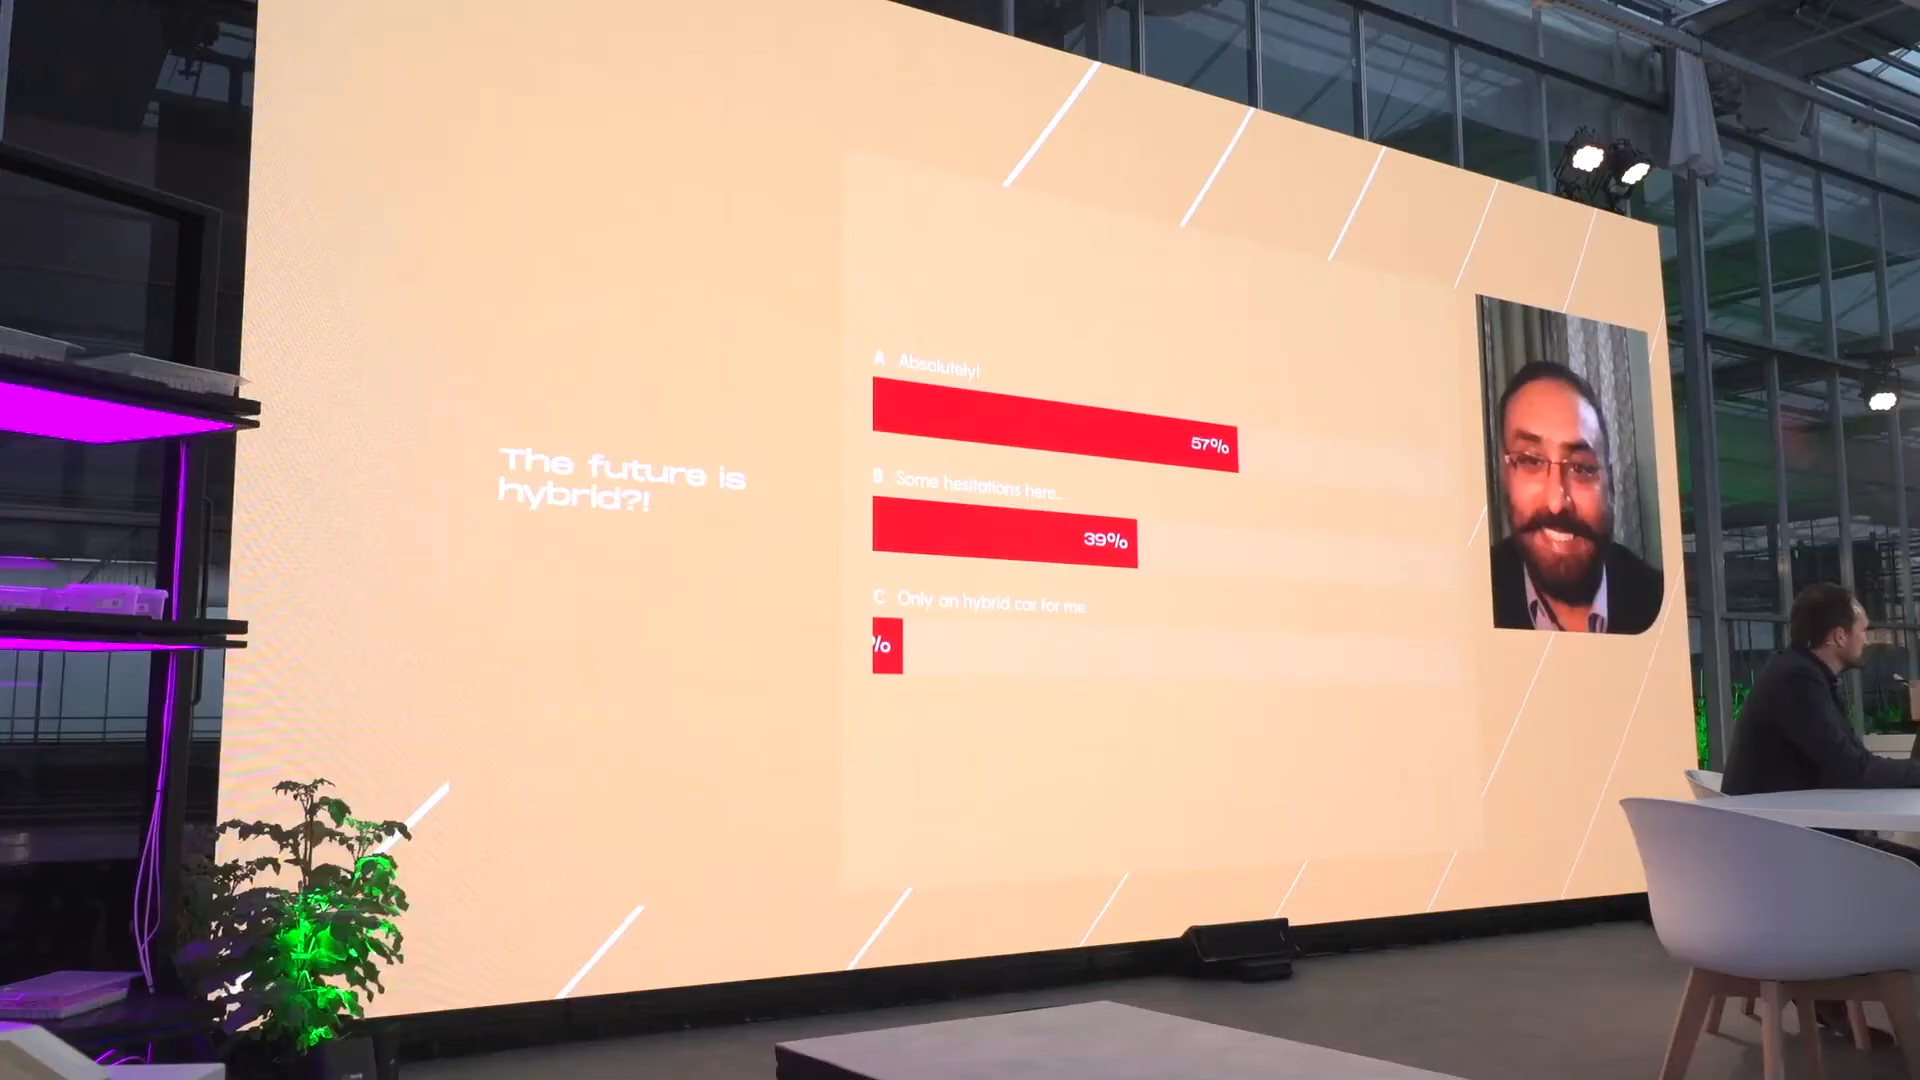 The future is
hybrid?!
A Absolutely!
57%
B Some hesitations here..
39%
C Only an hybrid car for me
%